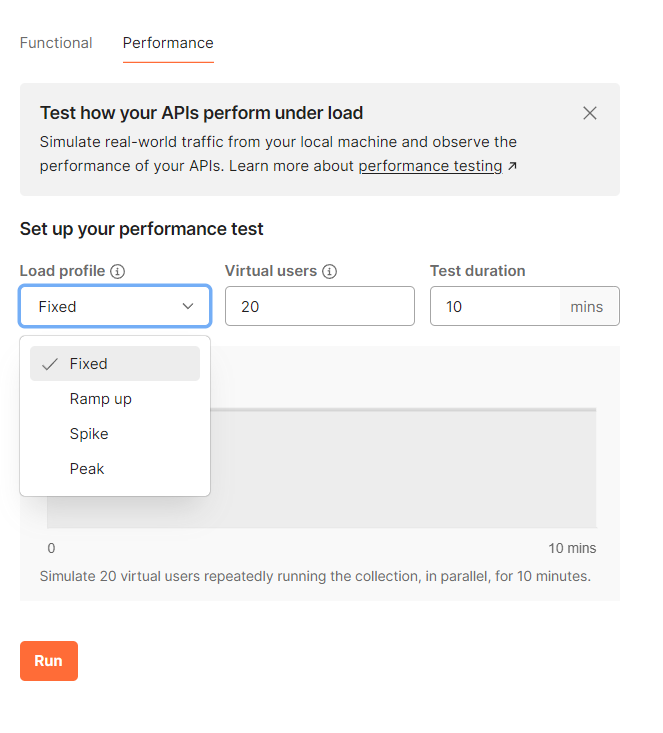 Functional Performance
Test how your APIs perform under load
Simulate real-world traffic from your local machine and observe the
performance of your APIs. Learn more about performance testing ↗
Set up your performance test
Load profile Virtual users Test duration
Fixed 20 10 mins
Fixed
Ramp up
Spike
Peak
0 10 mins
Simulate 20 virtual users repeatedly running the collection, in parallel, for 10 minutes.
Run